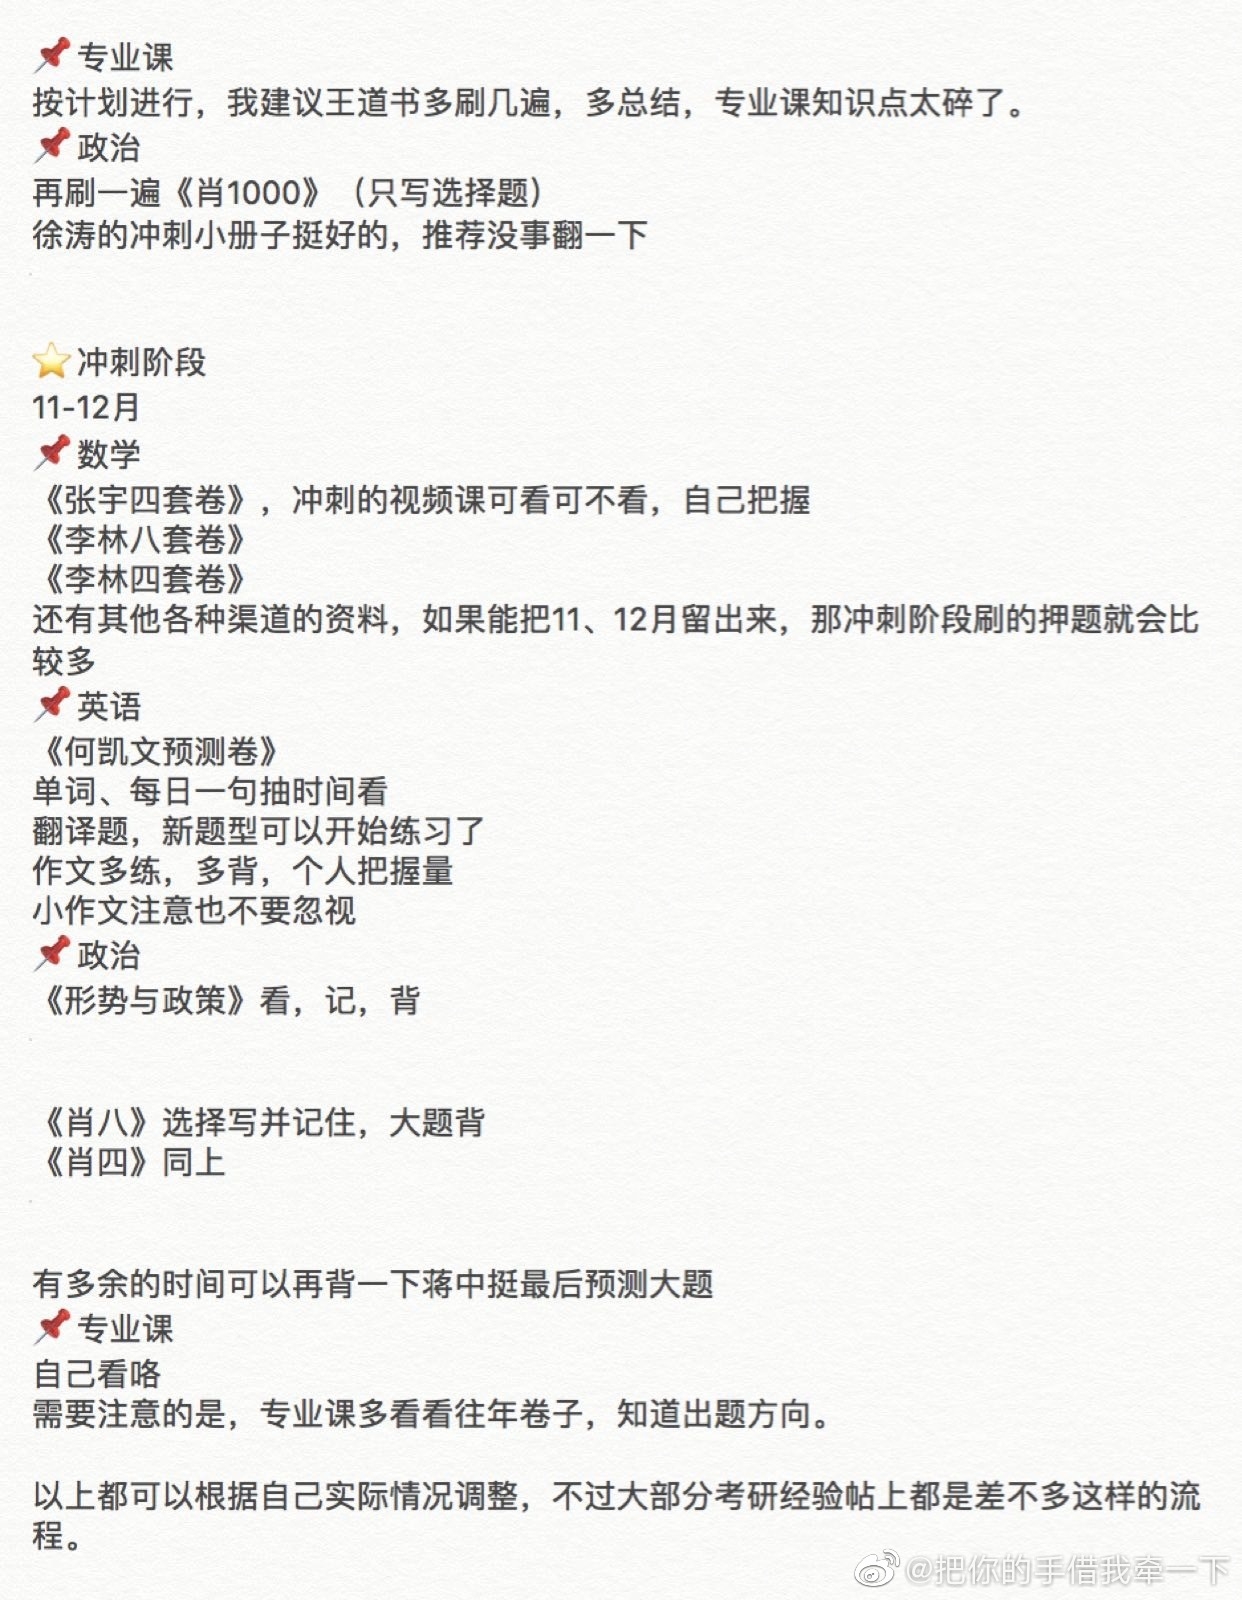 📌专业课
按计划进行，我建议王道书多刷几遍，多总结，专业课知识点太碎了。
📌政治
再刷一遍《肖1000》（只写选择题）
徐涛的冲刺小册子挺好的，推荐没事翻一下
⭐冲刺阶段
11-12月
📌数学
《张宇四套卷》，冲刺的视频课可看可不看，自己把握
《李林八套卷》
《李林四套卷》
还有其他各种渠道的资料，如果能把11、12月留出来，那冲刺阶段刷的押题就会比
较多
📌英语
《何凯文预测卷》
单词、每日一句抽时间看
翻译题，新题型可以开始练习了
作文多练，多背，个人把握量
小作文注意也不要忽视
📌政治
《形势与政策》看，记，背
《肖八》选择写并记住，大题背
《肖四》同上
有多余的时间可以再背一下蒋中挺最后预测大题
📌专业课
自己看咯
需要注意的是，专业课多看看往年卷子，知道出题方向。
以上都可以根据自己实际情况调整，不过大部分考研经验帖上都是差不多这样的流
程。
@把你的手借我牵一下